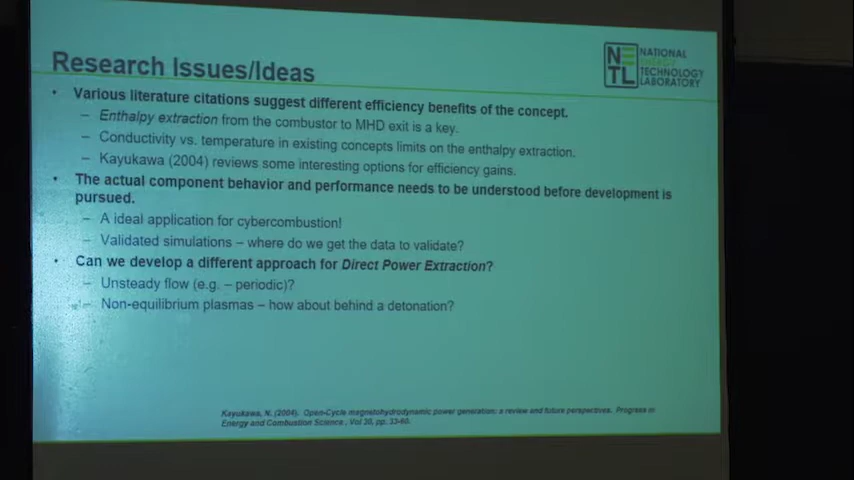 Research Issues/Ideas
NETL
NATIONAL
ENERGY
TECHNOLOGY
LABORATORY
• Various literature citations suggest different efficiency benefits of the concept.
– Enthalpy extraction from the combustor to MHD exit is a key.
– Conductivity vs. temperature in existing concepts limits on the enthalpy extraction.
– Kayukawa (2004) reviews some interesting options for efficiency gains.
• The actual component behavior and performance needs to be understood before development is
pursued.
– A ideal application for cybercombustion!
– Validated simulations – where do we get the data to validate?
• Can we develop a different approach for Direct Power Extraction?
– Unsteady flow (e.g. – periodic)?
– Non-equilibrium plasmas – how about behind a detonation?
Kayukawa, N. (2004). Open-Cycle magnetohydrodynamic power generation: a review and future perspectives. Progress in
Energy and Combustion Science, Vol 30, pp. 33-60.